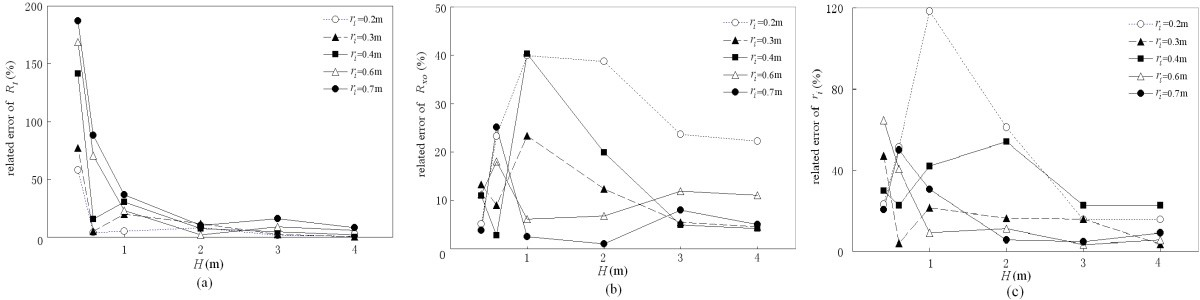 (a)
200
150
100
50
0
related error of R_t (%)
1 2 3 4
H (m)
r_i=0.2m
r_i=0.3m
r_i=0.4m
r_i=0.6m
r_i=0.7m
(a)
(b)
50
40
30
20
10
0
related error of R_xo (%)
1 2 3 4
H (m)
r_i=0.2m
r_i=0.3m
r_i=0.4m
r_i=0.6m
r_i=0.7m
(b)
(c)
120
80
40
0
related error of r_i (%)
1 2 3 4
H (m)
r_i=0.2m
r_i=0.3m
r_i=0.4m
r_i=0.6m
r_i=0.7m
(c)